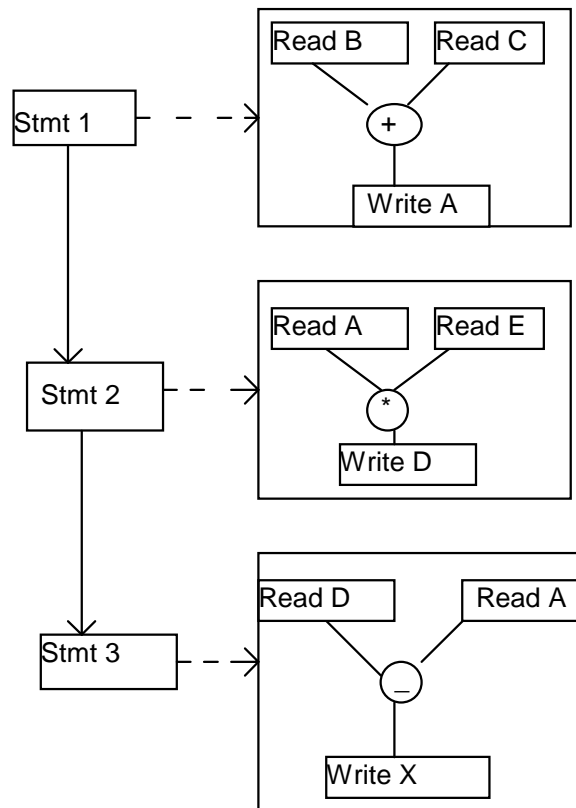 Read B
Read C
Stmt 1
+
Write A
Read A
Read E
Stmt 2
*
Write D
Read D
Read A
Stmt 3
_
Write X